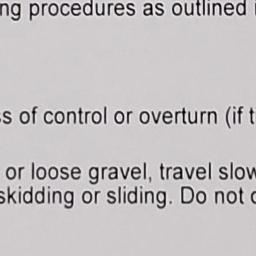 ng procedures as outlined
ss of control or overturn (if t
or loose gravel, travel slow
skidding or sliding. Do not